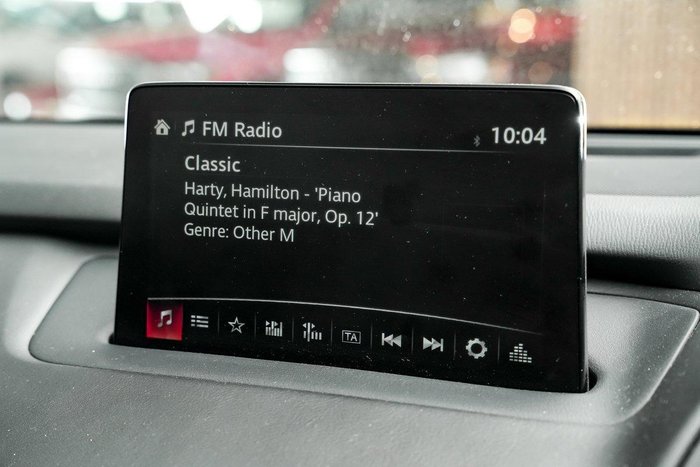 FM Radio
10:04
Classic
Harty, Hamilton - 'Piano
Quintet in F major, Op. 12'
Genre: Other M
TA